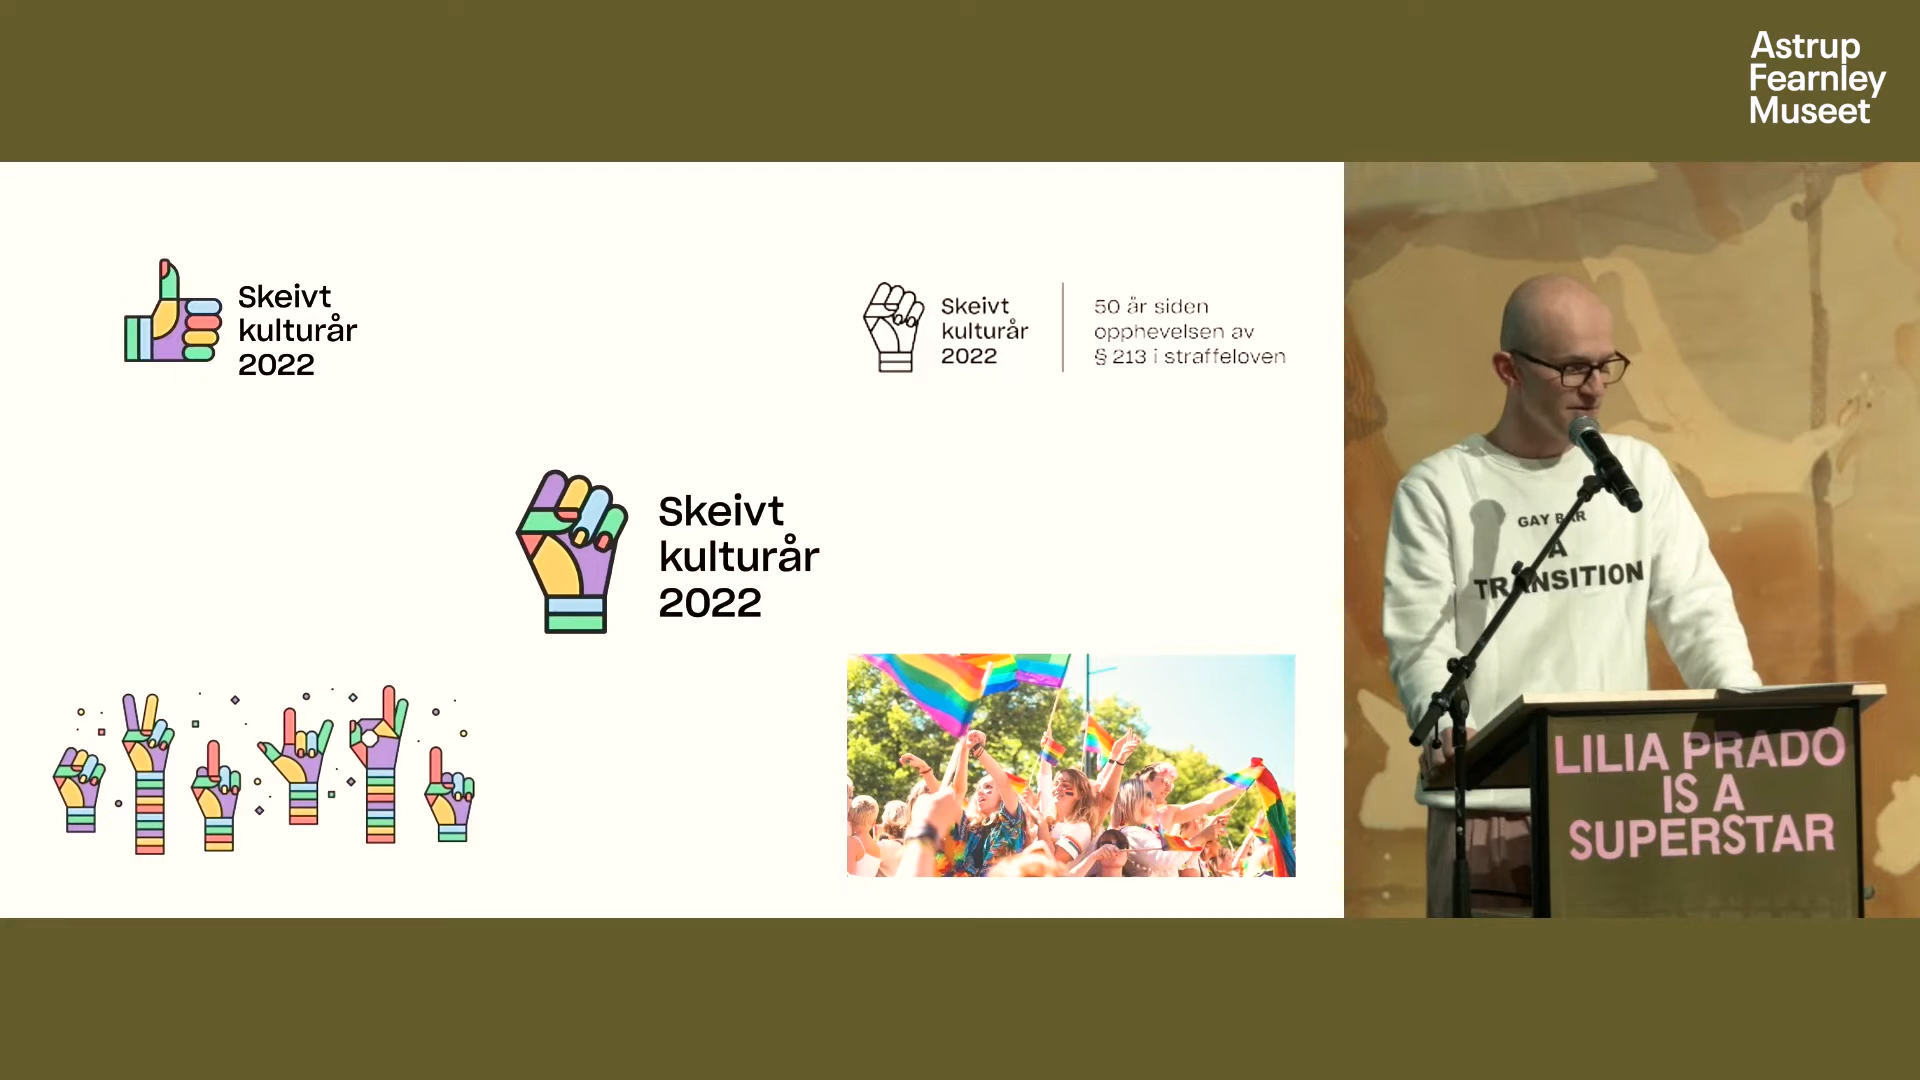 Astrup
Fearnley
Museet
Skeivt
kulturår
2022
Skeivt
kulturår
2022
50 år siden
opphevelsen av
§ 213 i straffeloven
Skeivt
kulturår
2022
GAY BAR
A
TRANSITION
LILIA PRADO
IS A
SUPERSTAR